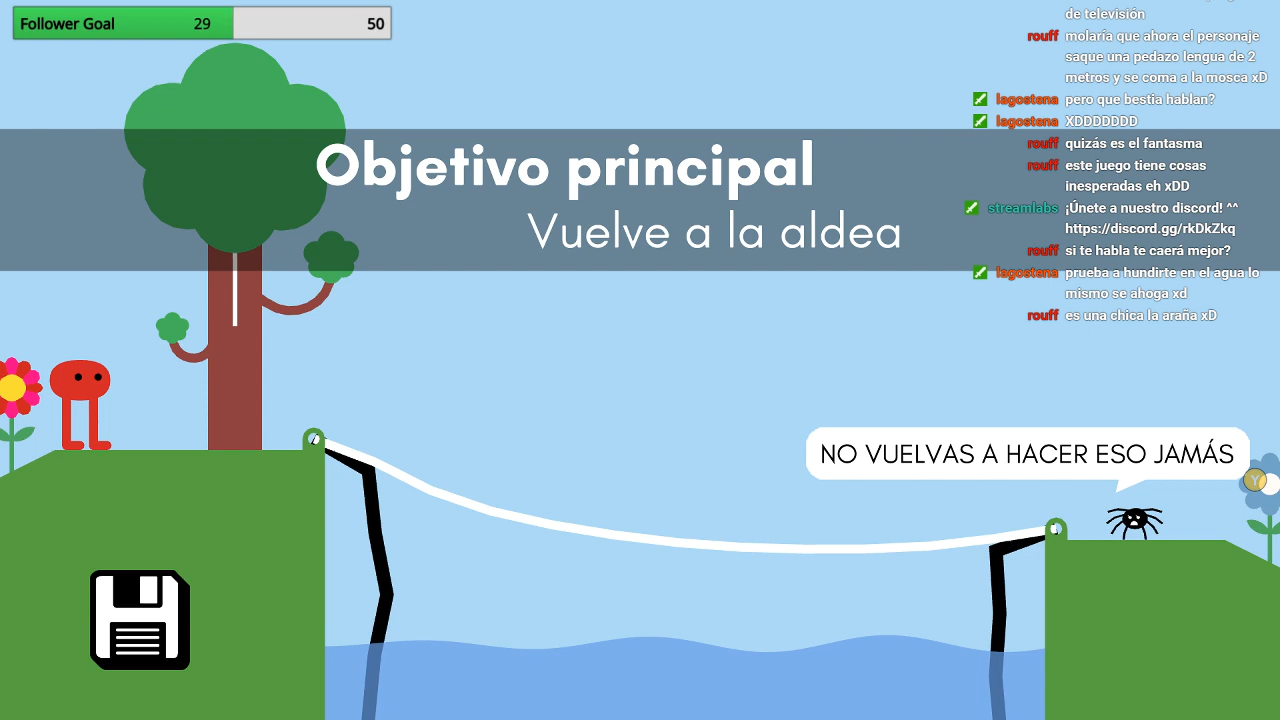 Follower Goal 29 50
de televisión
rouff molaría que ahora el personaje
saque una pedazo lengua de 2
metros y se coma a la mosca xD
lagostena pero que bestia hablan?
lagostena XDDDDDDD
rouff quizás es el fantasma
rouff este juego tiene cosas
inesperadas eh xDD
streamlabs ¡Únete a nuestro discord! ^^
https://discord.gg/rkDkZkq
rouff si te habla te caerá mejor?
lagostena prueba a hundirte en el agua lo
mismo se ahoga xd
rouff es una chica la araña xD
Objetivo principal
Vuelve a la aldea
NO VUELVAS A HACER ESO JAMÁS
Y